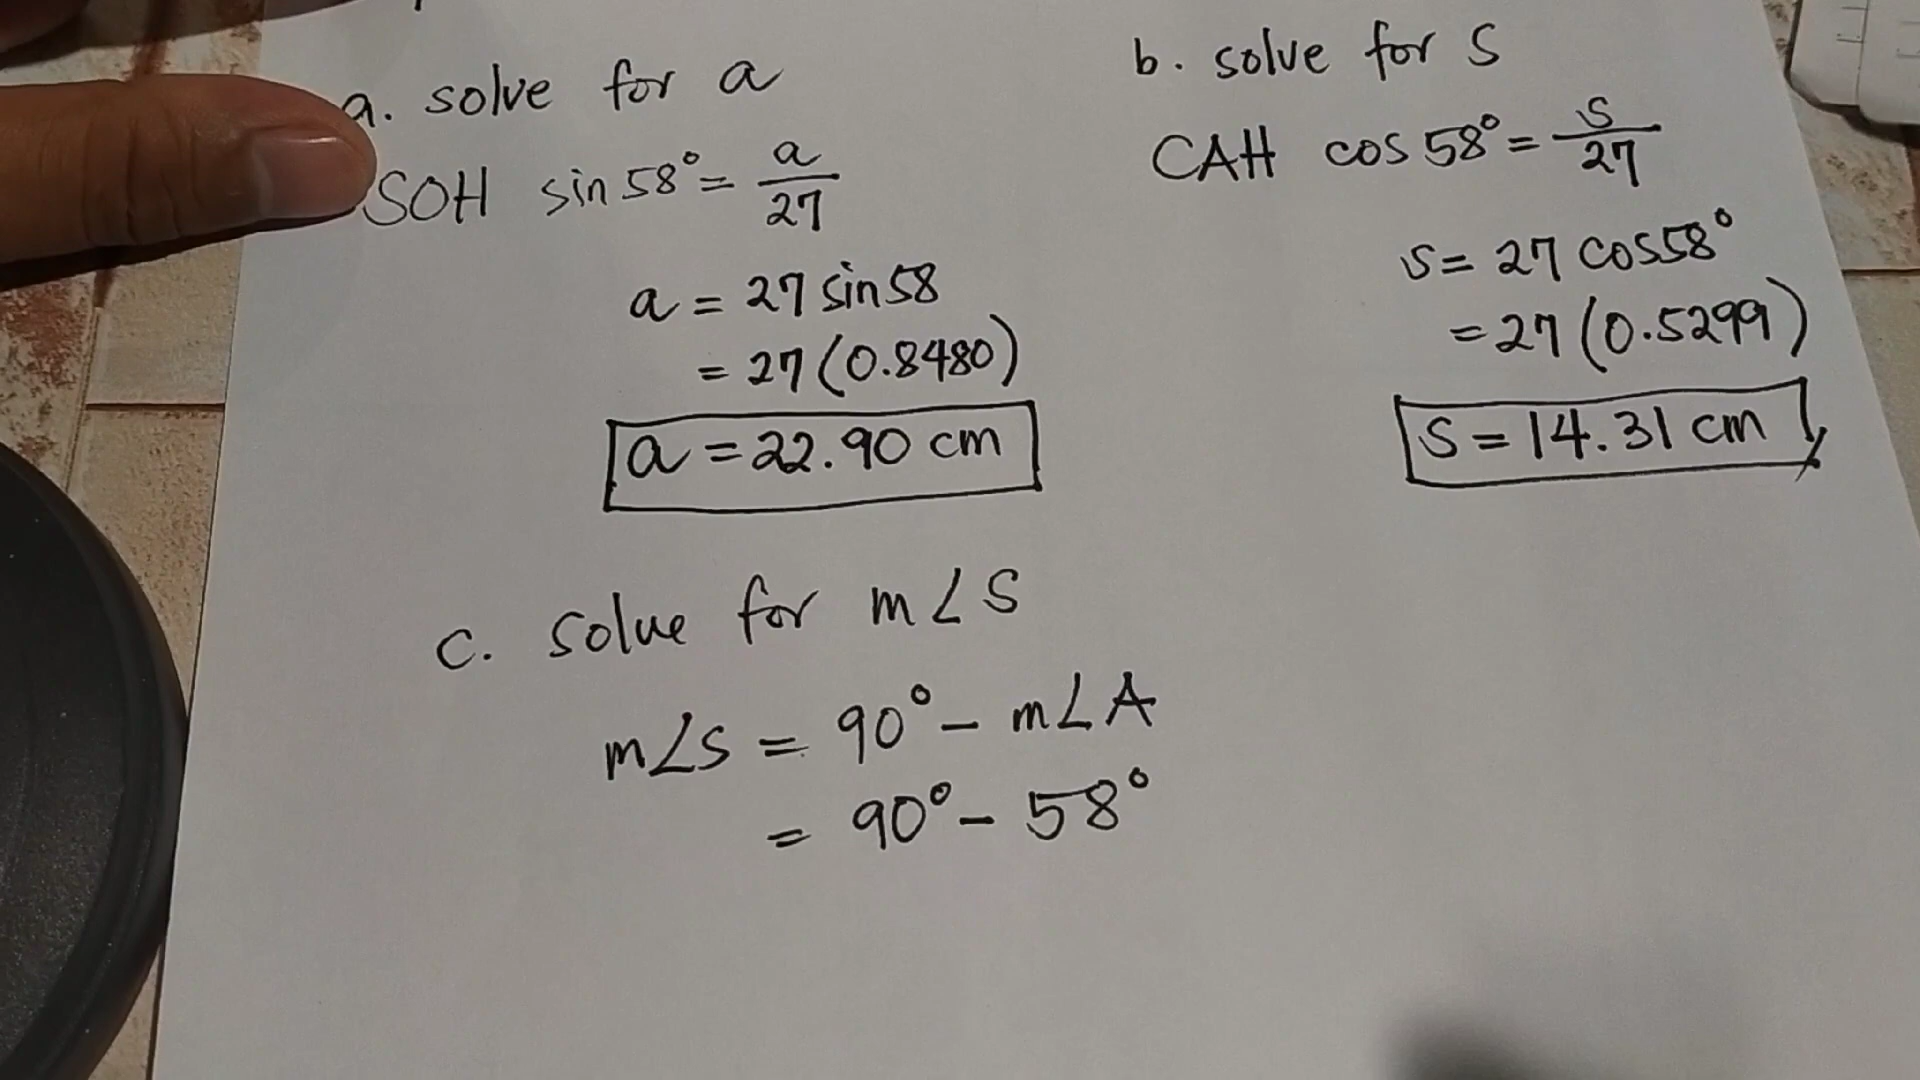 a. solve for a
SOH sin 58° = a/27
a = 27 sin 58
= 27 (0.8480)
a = 22.90 cm
b. solve for s
CAH cos 58° = s/27
s = 27 cos 58°
= 27 (0.5299)
s = 14.31 cm
c. solve for m∠S
m∠S = 90° - m∠A
= 90° - 58°